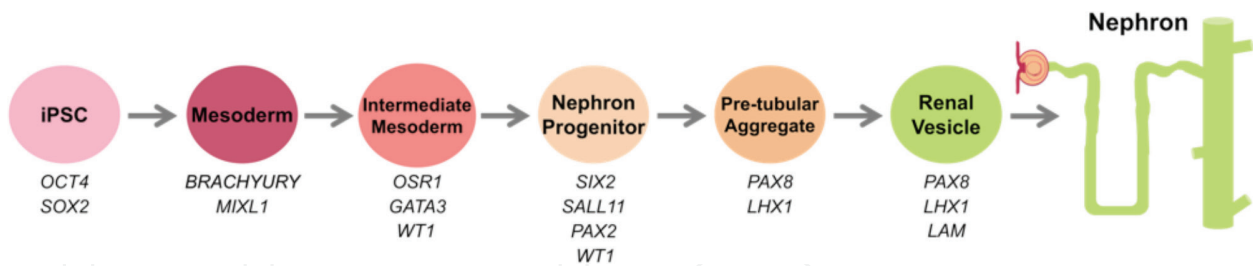 Nephron
iPSC
Mesoderm
Intermediate
Mesoderm
Nephron
Progenitor
Pre-tubular
Aggregate
Renal
Vesicle
OCT4
SOX2
BRACHYURY
MIXL1
OSR1
GATA3
WT1
SIX2
SALL11
PAX2
WT1
PAX8
LHX1
PAX8
LHX1
LAM